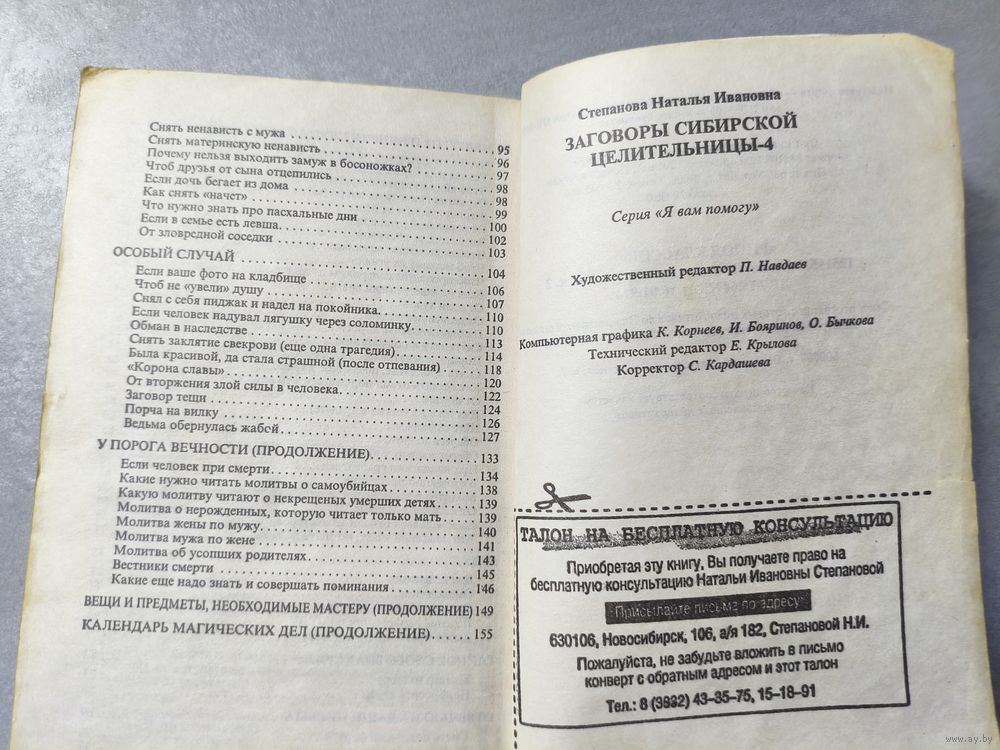 Снять ненависть с мужа . . . . . 95
Снять материнскую ненависть . . . . . 96
Почему нельзя выходить замуж в босоножках? . . . . . 97
Чтоб друзья от сына отцепились . . . . . 98
Если дочь бегает из дома . . . . . 98
Как снять «начет» . . . . . 99
Что нужно знать про пасхальные дни . . . . . 100
Если в семье есть левша. . . . . . 102
От зловредной соседки . . . . . 103
ОСОБЫЙ СЛУЧАЙ . . . . . 104
Если ваше фото на кладбище . . . . . 106
Чтоб не «увели» душу . . . . . 107
Снял с себя пиджак и надел на покойника. . . . . . 110
Если человек надувал лягушку через соломинку. . . . . . 110
Обман в наследстве . . . . . 113
Снять заклятие свекрови (еще одна трагедия) . . . . . 114
Была красивой, да стала страшной (после отпевания) . . . . . 118
«Корона славы» . . . . . 120
От вторжения злой силы в человека. . . . . . 122
Заговор тещи . . . . . 124
Порча на вилку . . . . . 126
Ведьма обернулась жабой . . . . . 127
У ПОРОГА ВЕЧНОСТИ (ПРОДОЛЖЕНИЕ). . . . . . 133
Если человек при смерти. . . . . . 134
Какие нужно читать молитвы о самоубийцах . . . . . 138
Какую молитву читают о некрещеных умерших детях . . . . . 139
Молитва о нерожденных, которую читает только мать . . . . . 139
Молитва жены по мужу. . . . . . 140
Молитва мужа по жене . . . . . 141
Молитва об усопших родителях . . . . . 143
Вестники смерти . . . . . 145
Какие еще надо знать и совершать поминания . . . . . 146
ВЕЩИ И ПРЕДМЕТЫ, НЕОБХОДИМЫЕ МАСТЕРУ (ПРОДОЛЖЕНИЕ) 149
КАЛЕНДАРЬ МАГИЧЕСКИХ ДЕЛ (ПРОДОЛЖЕНИЕ). . . . . . 155
Степанова Наталья Ивановна
ЗАГОВОРЫ СИБИРСКОЙ
ЦЕЛИТЕЛЬНИЦЫ-4
Серия «Я вам помогу»
Художественный редактор П. Навдаев
Компьютерная графика К. Корнеев, И. Бояринов, О. Бычкова
Технический редактор Е. Крылова
Корректор С. Кардашева
ТАЛОН НА БЕСПЛАТНУЮ КОНСУЛЬТАЦИЮ
Приобретая эту книгу, Вы получаете право на
бесплатную консультацию Натальи Ивановны Степановой
Присылайте письма по адресу:
630106, Новосибирск, 106, а/я 182, Степановой Н.И.
Пожалуйста, не забудьте вложить в письмо
конверт с обратным адресом и этот талон
Тел.: 8 (3832) 43-35-75, 15-18-91
www.ay.by